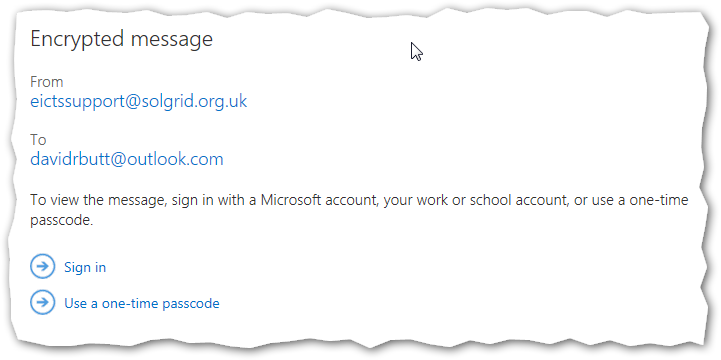 Encrypted message
From
eictssupport@solgrid.org.uk
To
davidrbutt@outlook.com
To view the message, sign in with a Microsoft account, your work or school account, or use a one-time
passcode.
Sign in
Use a one-time passcode